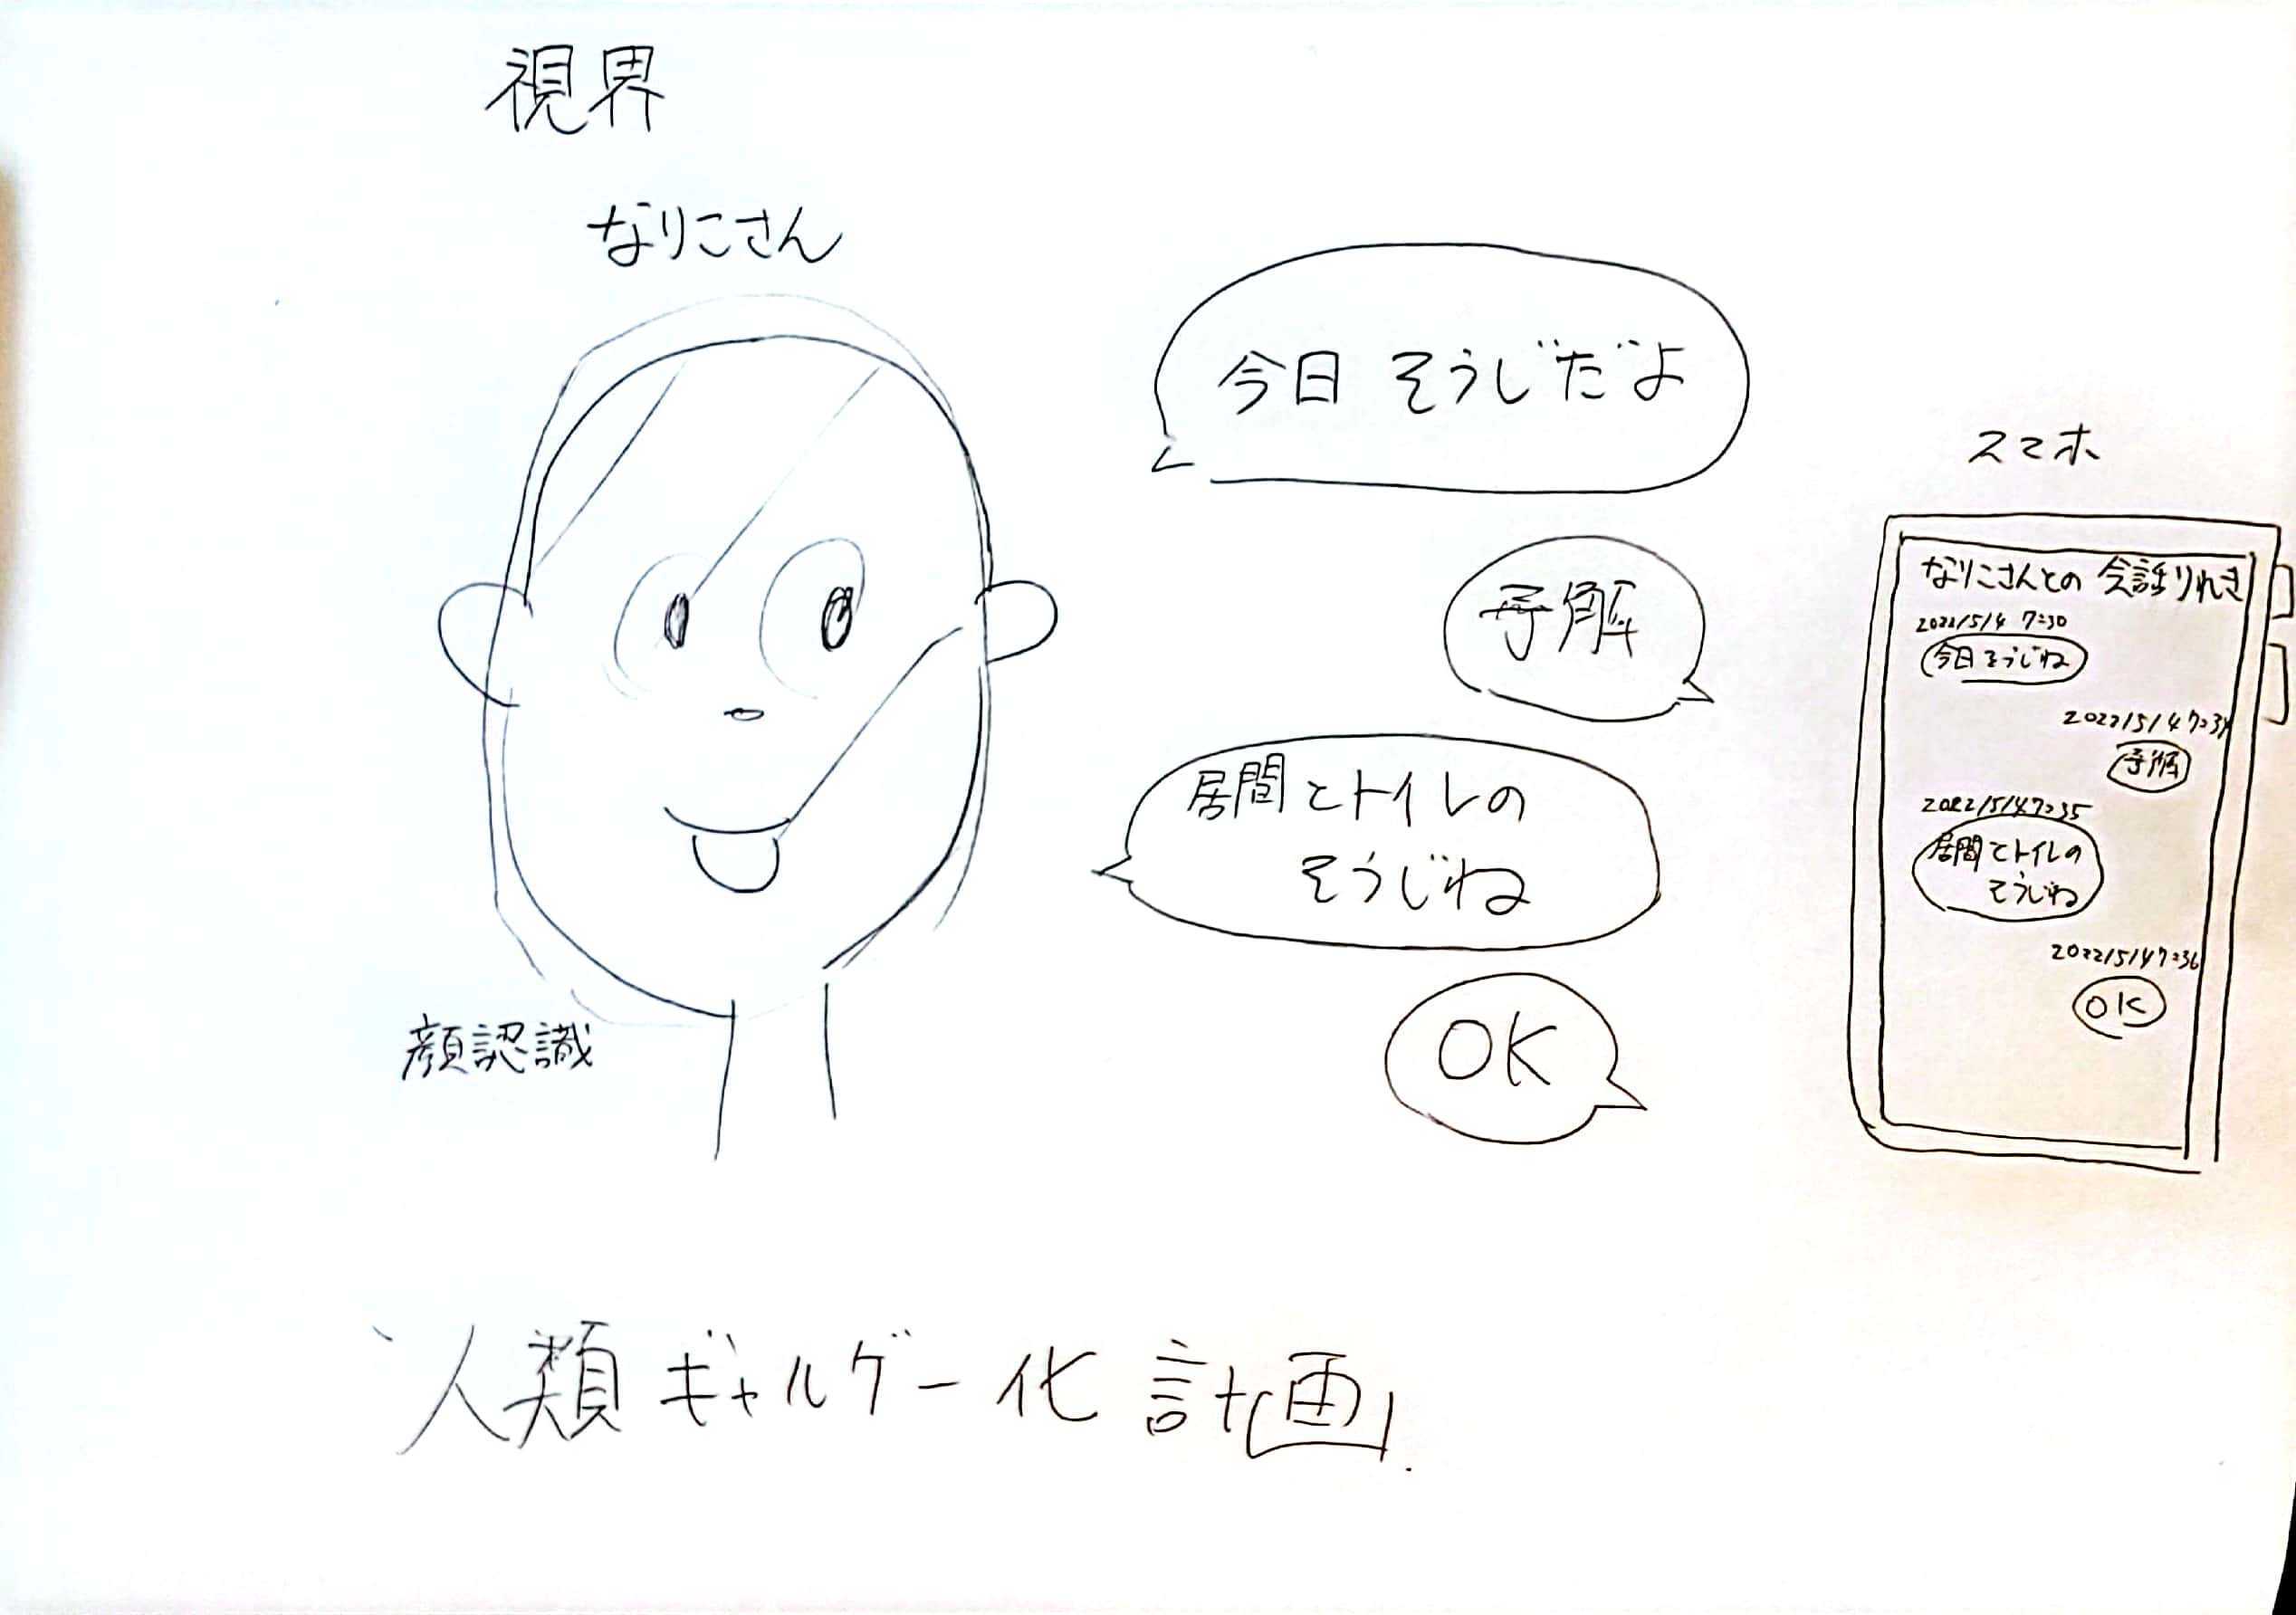 視界
なりこさん
今日 そうじだよ
了解
居間とトイレの
そうじね
OK
顔認識
スマホ
なりこさんとの会話りれき
2022/5/4 7:30
今日そうじね
2022/5/4 7:34
了解
2022/5/4 7:35
居間とトイレの
そうじね
2022/5/4 7:36
OK
人類ギャルゲー化計画